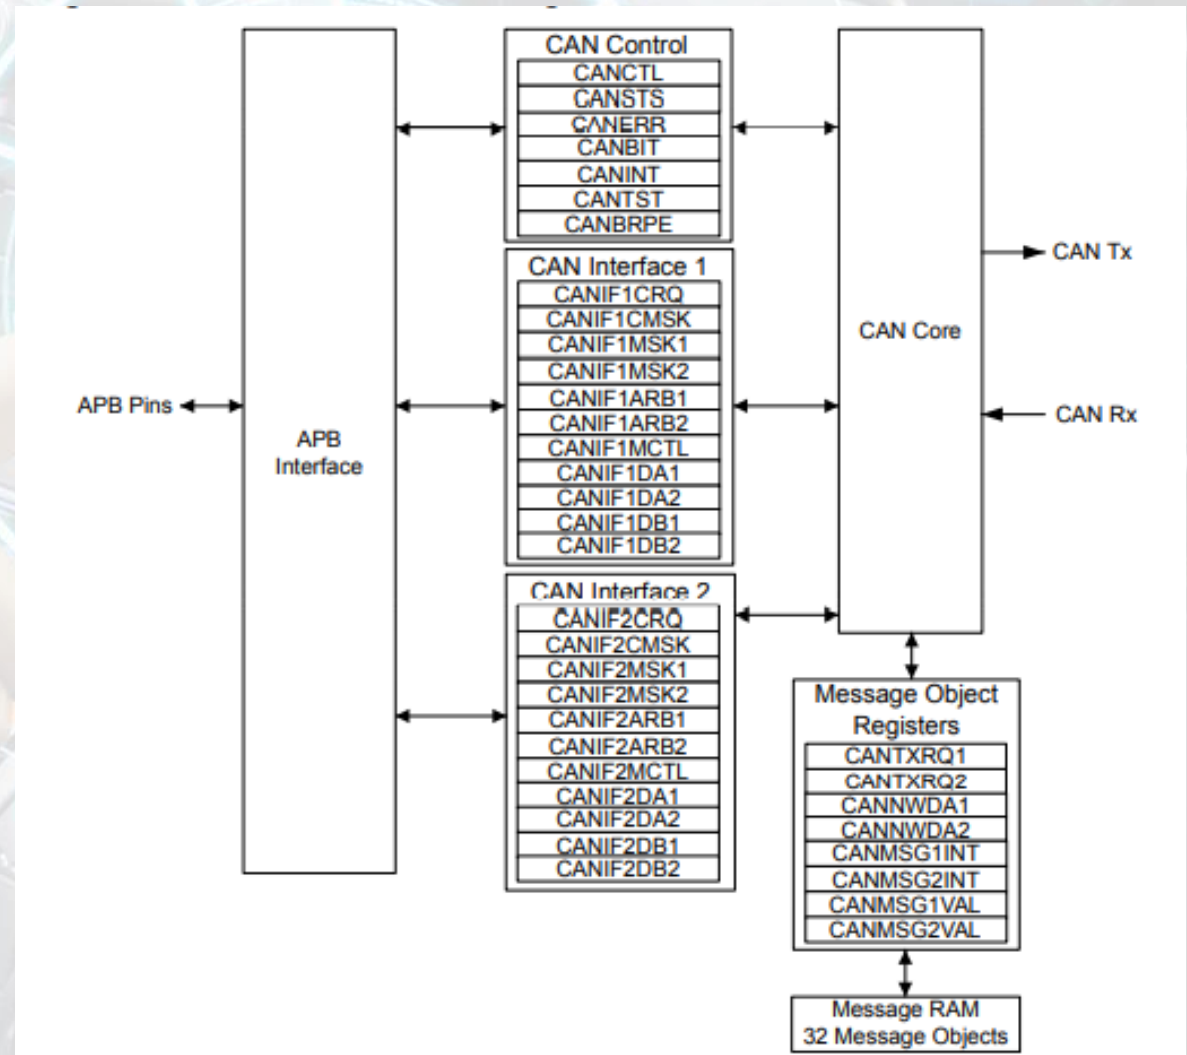 CAN Control
CANCTL
CANSTS
CANERR
CANBIT
CANINT
CANTST
CANBRPE
CAN Interface 1
CANIF1CRQ
CANIF1CMSK
CANIF1MSK1
CANIF1MSK2
CANIF1ARB1
CANIF1ARB2
CANIF1MCTL
CANIF1DA1
CANIF1DA2
CANIF1DB1
CANIF1DB2
CAN Interface 2
CANIF2CRQ
CANIF2CMSK
CANIF2MSK1
CANIF2MSK2
CANIF2ARB1
CANIF2ARB2
CANIF2MCTL
CANIF2DA1
CANIF2DA2
CANIF2DB1
CANIF2DB2
APB Pins
APB
Interface
CAN Core
CAN Tx
CAN Rx
Message Object
Registers
CANTXRQ1
CANTXRQ2
CANNWDA1
CANNWDA2
CANMSG1INT
CANMSG2INT
CANMSG1VAL
CANMSG2VAL
Message RAM
32 Message Objects